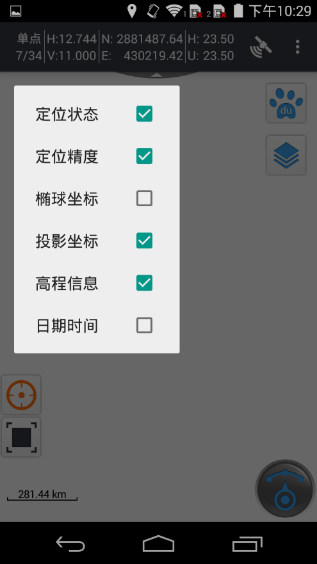 1 2 下午10:29
单点 H:12.744 N: 2881487.64 H: 23.50
7/34 V:11.000 E: 430219.42 U: 23.50
定位状态
du
定位精度
椭球坐标
投影坐标
高程信息
日期时间
281.44 km